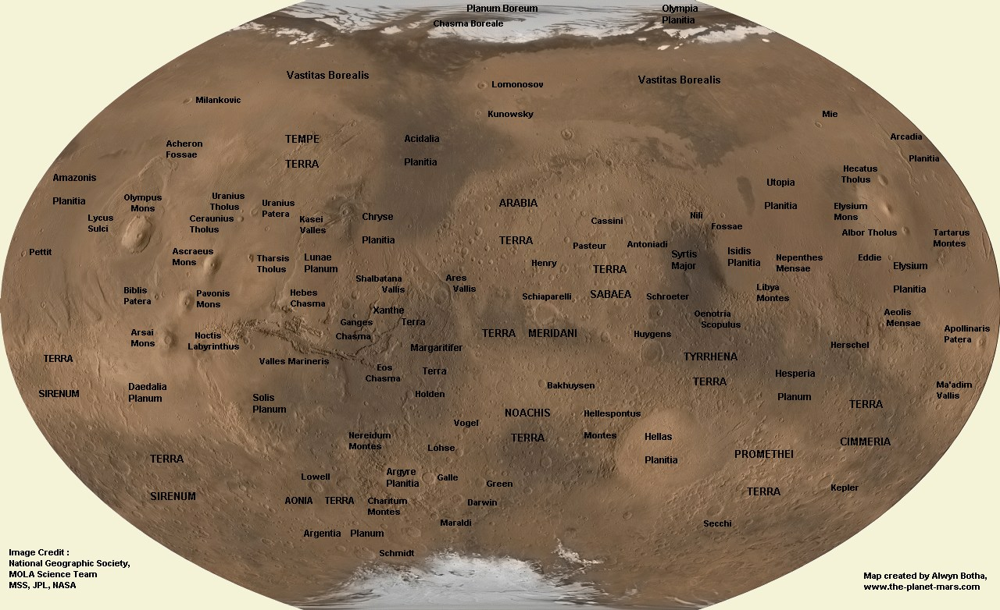 Planum Boreum
Olympia
Planitia
Chasma Boreale
Vastitas Borealis
Vastitas Borealis
Lomonosov
Milankovic
Kunowsky
Mie
TEMPE
TERRA
Acidalia
Planitia
Arcadia
Planitia
Acheron
Fossae
Amazonis
Planitia
Hecatus
Tholus
Utopia
Planitia
Olympus
Mons
Uranius
Tholus
Uranius
Patera
ARABIA
TERRA
Elysium
Mons
Lycus
Sulci
Ceraunius
Tholus
Kasei
Valles
Chryse
Planitia
Cassini
Nili
Fossae
Albor Tholus
Tartarus
Montes
Pettit
Ascraeus
Mons
Tharsis
Tholus
Lunae
Planum
Henry
Pasteur
Antoniadi
TERRA
SABAEA
Syrtis
Major
Isidis
Planitia
Nepenthes
Mensae
Eddie
Elysium
Planitia
Shalbatana
Vallis
Ares
Vallis
Biblis
Patera
Pavonis
Mons
Hebes
Chasma
Schiaparelli
Schroeter
Libya
Montes
Xanthe
Terra
Ganges
Chasma
Oenotria
Scopulus
Aeolis
Mensae
Apollinaris
Patera
Arsai
Mons
Noctis
Labyrinthus
TERRA MERIDANI
Huygens
Herschel
Margaritifer
Terra
TERRA
SIRENUM
Valles Marineris
Eos
Chasma
TYRRHENA
TERRA
Hesperia
Planum
Daedalia
Planum
Solis
Planum
Holden
Bakhuysen
Ma'adim
Vallis
TERRA
CIMMERIA
NOACHIS
TERRA
Hellespontus
Montes
Vogel
Nereidum
Montes
Lohse
Hellas
Planitia
PROMETHEI
TERRA
TERRA
SIRENUM
Lowell
Argyre
Planitia
Galle
Green
Kepler
AONIA TERRA
Charitum
Montes
Darwin
Maraldi
Secchi
Argentia Planum
Schmidt
Image Credit :
National Geographic Society,
MOLA Science Team
MSS, JPL, NASA
Map created by Alwyn Botha,
www.the-planet-mars.com